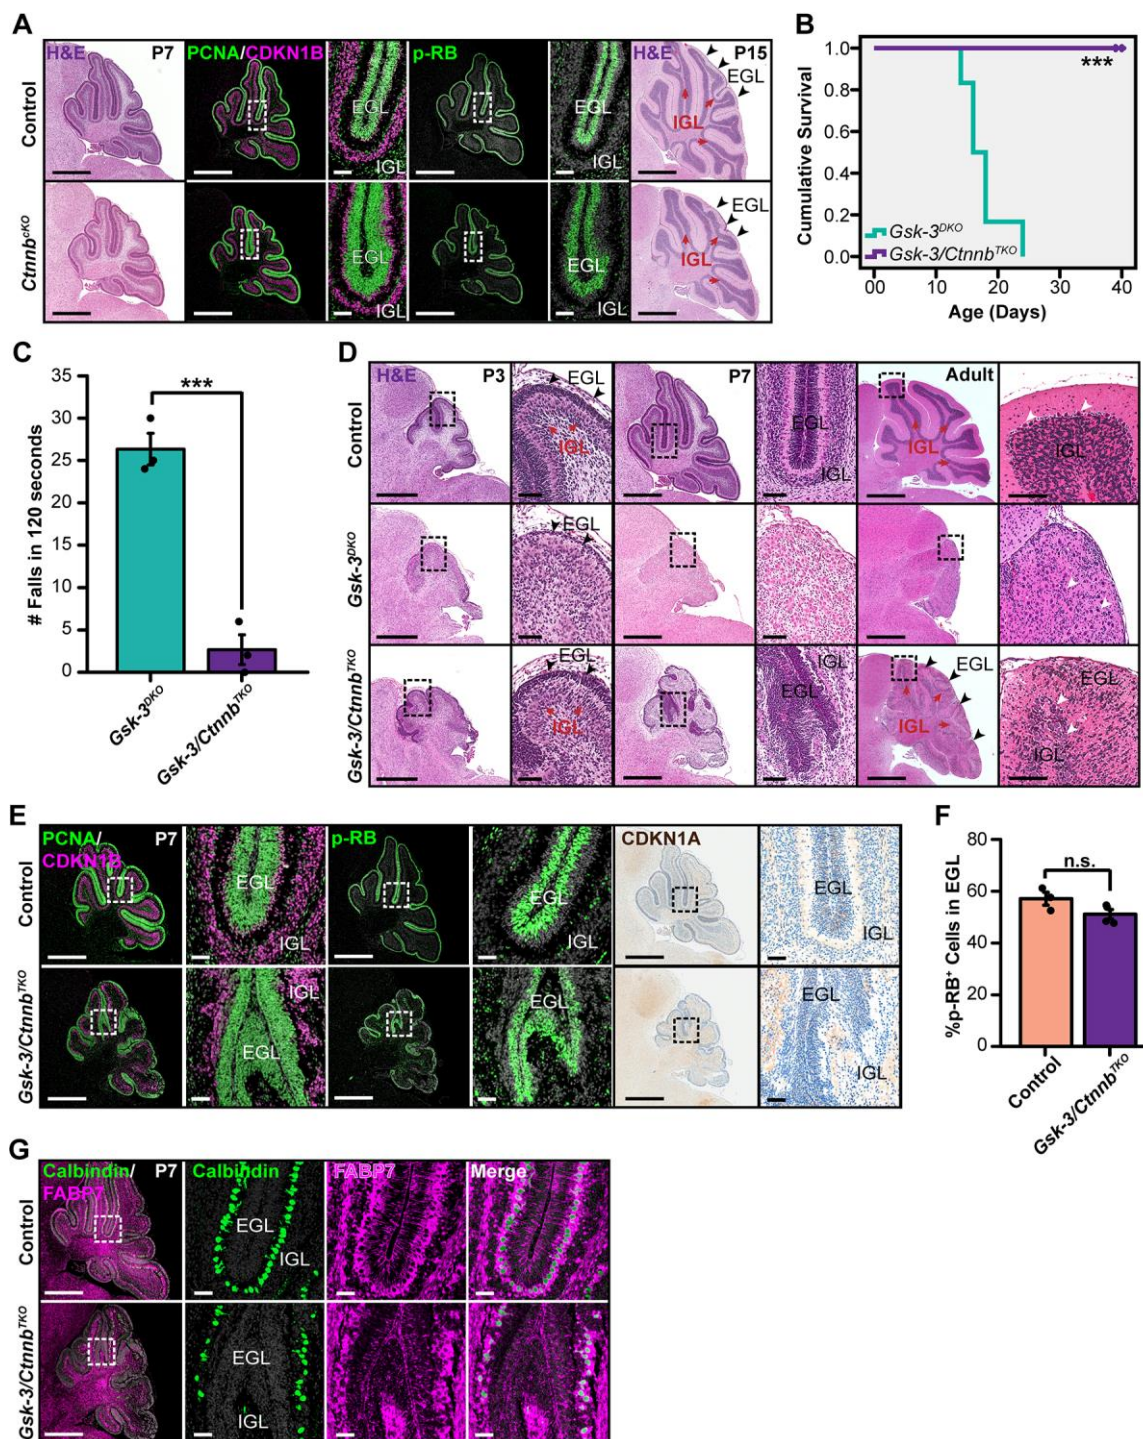 A
H&E P7 PCNA/CDKN1B p-RB H&E P15
Control
EGL
IGL
EGL
IGL
EGL
EGL
IGL
Ctnnb^cKO
EGL
IGL
EGL
IGL
EGL
IGL
B
Cumulative Survival
1.0
0.8
0.6
0.4
0.2
0.0
***
Gsk-3^DKO
Gsk-3/Ctnnb^TKO
00 10 20 30 40
Age (Days)
C
# Falls in 120 seconds
35
30
25
20
15
10
5
0
***
Gsk-3^DKO
Gsk-3/Ctnnb^TKO
D
H&E P3 P7 Adult
Control
EGL
IGL
EGL
IGL
IGL
IGL
Gsk-3^DKO
EGL
Gsk-3/Ctnnb^TKO
EGL
IGL
IGL
EGL
EGL
IGL
EGL
IGL
E
PCNA/ P7 p-RB CDKN1A
CDKN1B
Control
EGL
IGL
EGL
IGL
EGL
IGL
Gsk-3/Ctnnb^TKO
IGL
EGL
EGL
EGL
IGL
F
%p-RB⁺ Cells in EGL
80
60
40
20
0
n.s.
Control
Gsk-3/Ctnnb^TKO
G
Calbindin/ P7 Calbindin FABP7 Merge
FABP7
Control
EGL
IGL
Gsk-3/Ctnnb^TKO
EGL
IGL